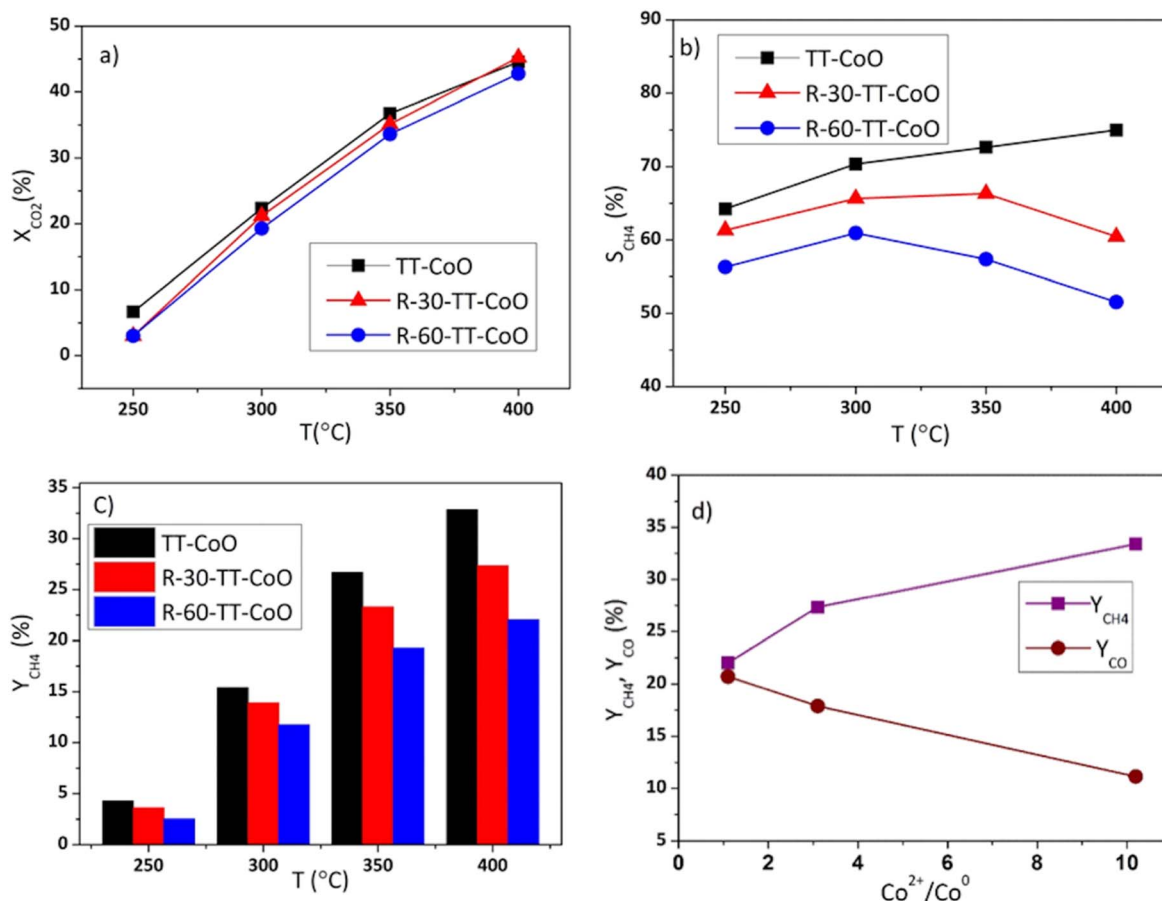 a)
X_CO2 (%)
50
40
30
20
10
0
TT-CoO
R-30-TT-CoO
R-60-TT-CoO
250 300 350 400
T(°C)
b)
S_CH4 (%)
90
80
70
60
50
40
TT-CoO
R-30-TT-CoO
R-60-TT-CoO
250 300 350 400
T (°C)
C)
Y_CH4 (%)
35
30
25
20
15
10
5
0
TT-CoO
R-30-TT-CoO
R-60-TT-CoO
250 300 350 400
T (°C)
d)
Y_CH4, Y_CO (%)
40
35
30
25
20
15
10
5
Y_CH4
Y_CO
0 2 4 6 8 10
Co²⁺/Co⁰